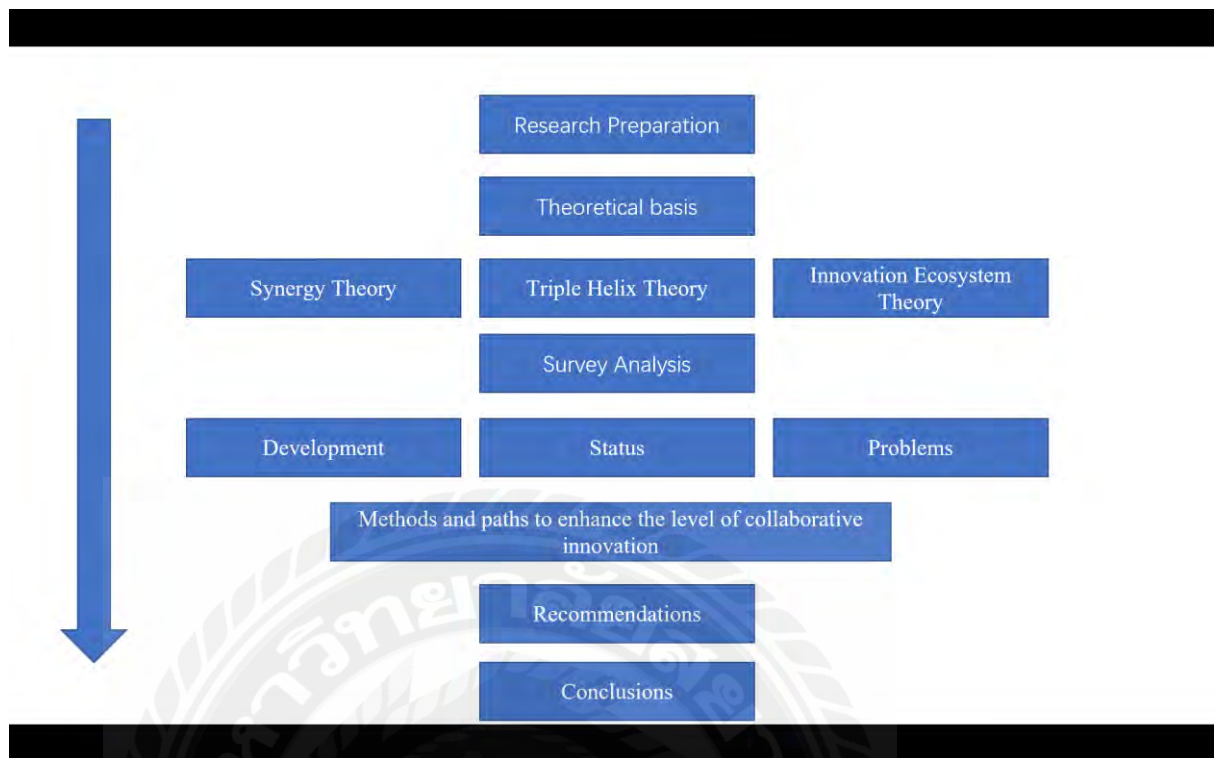 Research Preparation
Theoretical basis
Synergy Theory
Triple Helix Theory
Innovation Ecosystem
Theory
Survey Analysis
Development
Status
Problems
Methods and paths to enhance the level of collaborative
innovation
Recommendations
Conclusions